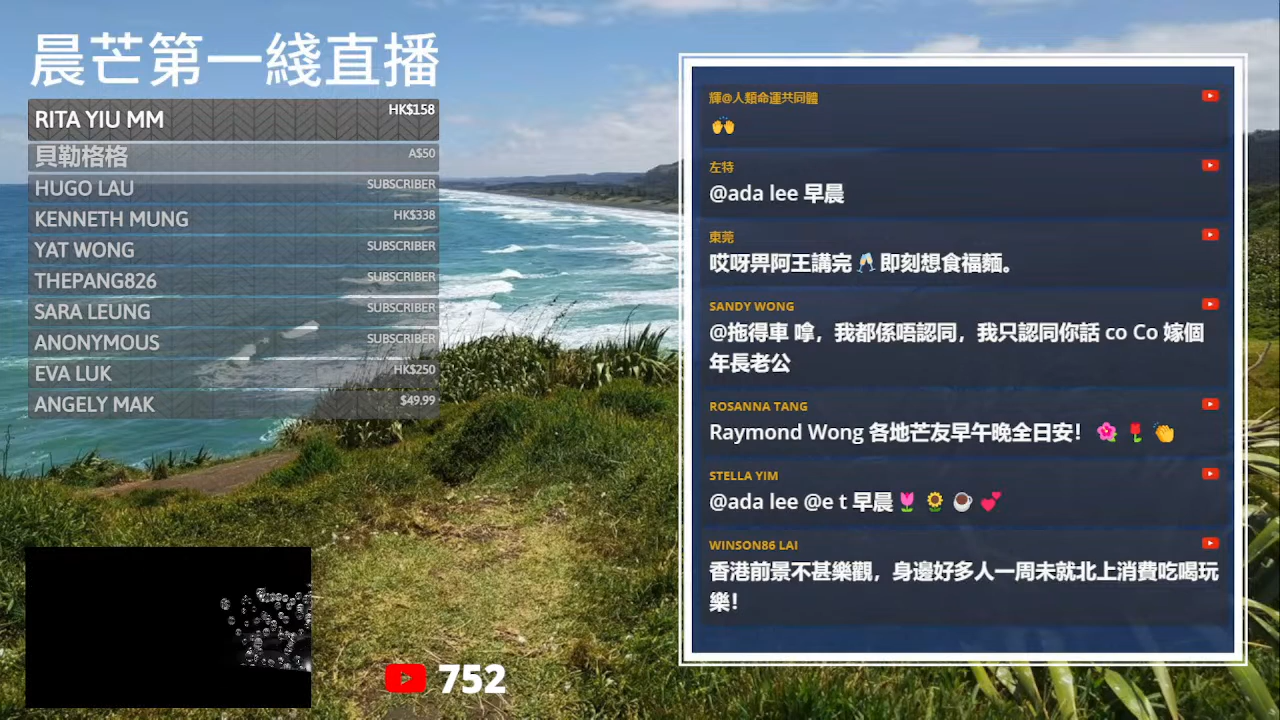 晨芒第一綫直播
RITA YIU MM HK$158
貝勒格格 A$50
HUGO LAU SUBSCRIBER
KENNETH MUNG HK$338
YAT WONG SUBSCRIBER
THEPANG826 SUBSCRIBER
SARA LEUNG SUBSCRIBER
ANONYMOUS SUBSCRIBER
EVA LUK HK$250
ANGELY MAK $49.99
輝@人類命運共同體
🙌
左特
@ada lee 早晨
東莞
哎呀畀阿王講完🥂即刻想食福麵。
SANDY WONG
@拖得車 嗱，我都係唔認同，我只認同你話 co Co 嫁個
年長老公
ROSANNA TANG
Raymond Wong 各地芒友早午晚全日安！🌺🌹👏
STELLA YIM
@ada lee @e t 早晨🌷🌻☕💕
WINSON86 LAI
香港前景不甚樂觀，身邊好多人一周未就北上消費吃喝玩
樂！
752